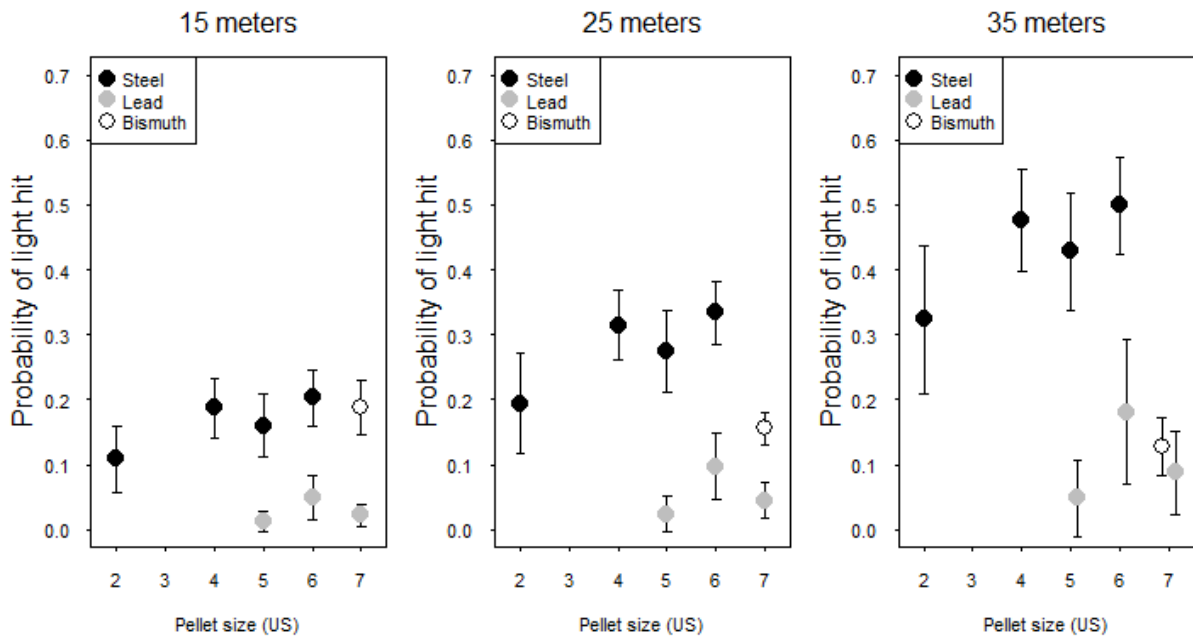 15 meters
Probability of light hit
0.7
0.6
0.5
0.4
0.3
0.2
0.1
0.0
Steel
Lead
Bismuth
2 3 4 5 6 7
Pellet size (US)
25 meters
Probability of light hit
0.7
0.6
0.5
0.4
0.3
0.2
0.1
0.0
Steel
Lead
Bismuth
2 3 4 5 6 7
Pellet size (US)
35 meters
Probability of light hit
0.7
0.6
0.5
0.4
0.3
0.2
0.1
0.0
Steel
Lead
Bismuth
2 3 4 5 6 7
Pellet size (US)